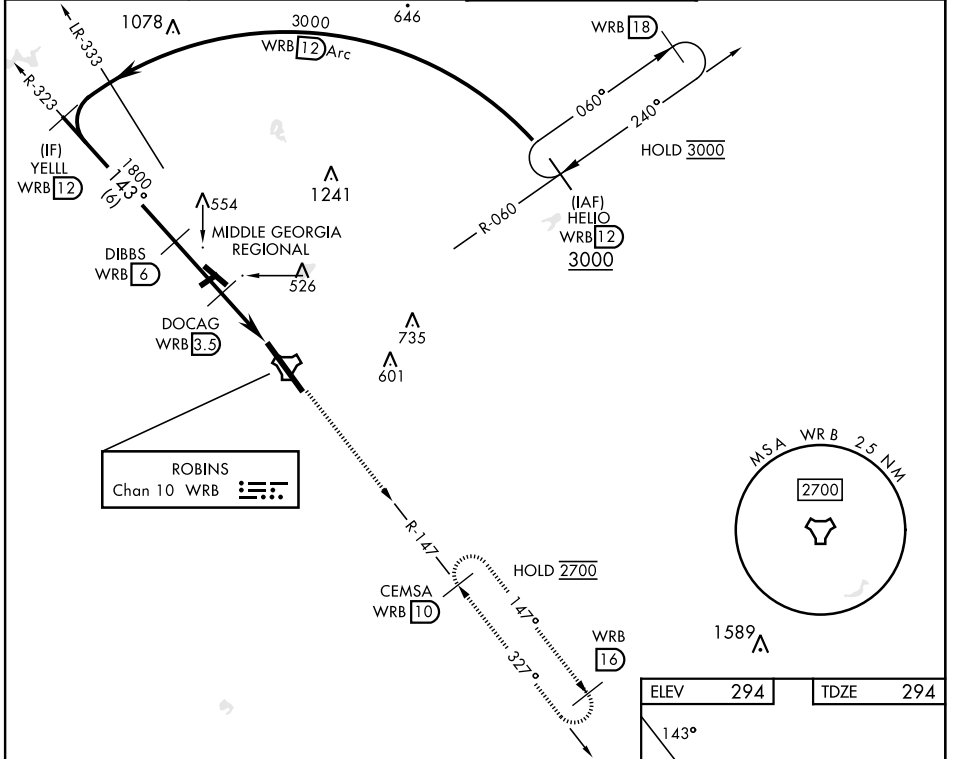 1078
3000
WRB 12 Arc
646
WRB 18
LR-333
R-323
060°
240°
HOLD 3000
(IF)
YELLL
WRB 12
1800
143°
(6)
1241
(IAF)
HELIO
WRB 12
3000
R-060
554
MIDDLE GEORGIA
REGIONAL
526
DIBBS
WRB 6
DOCAG
WRB 3.5
735
601
ROBINS
Chan 10 WRB
MSA WRB 25 NM
2700
R-147
HOLD 2700
CEMSA
WRB 10
147°
327°
WRB
16
1589
ELEV 294
TDZE 294
143°